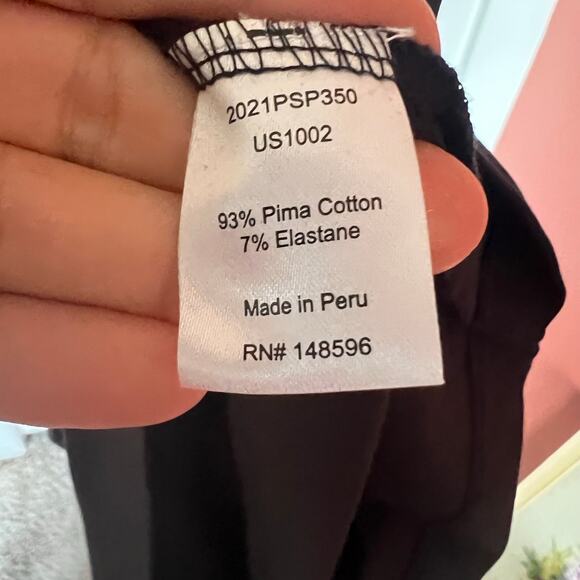 2021PSP350
US1002
93% Pima Cotton
7% Elastane
Made in Peru
RN# 148596